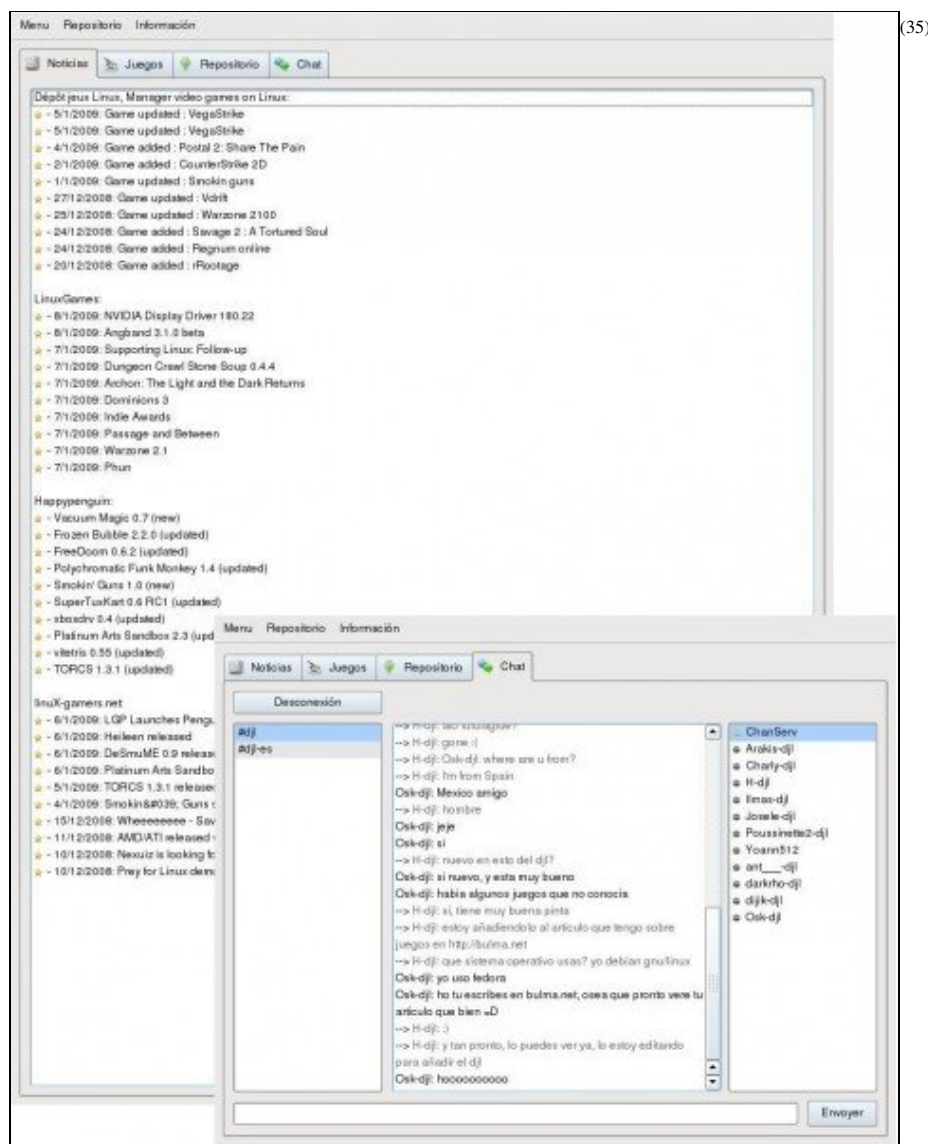 Menu Repositorio Información
(35)
Noticias Juegos Repositorio Chat
Dépôt jeux Linux, Manager video games on Linux:
- 5/1/2009: Game updated : VegaStrike
- 5/1/2009: Game updated : VegaStrike
- 4/1/2009: Game added : Postal 2: Share The Pain
- 2/1/2009: Game added : CounterStrike 2D
- 1/1/2009: Game updated : Smokin guns
- 27/12/2008: Game updated : Vdrift
- 25/12/2008: Game updated : Warzone 2100
- 24/12/2008: Game added : Savage 2 : A Tortured Soul
- 24/12/2008: Game added : Regnum online
- 20/12/2008: Game added : rRootage
LinuxGames:
- 8/1/2009: NVIDIA Display Driver 180.22
- 8/1/2009: Angband 3.1.0 beta
- 7/1/2009: Supporting Linux: Follow-up
- 7/1/2009: Dungeon Crawl Stone Soup 0.4.4
- 7/1/2009: Archon: The Light and the Dark Returns
- 7/1/2009: Dominions 3
- 7/1/2009: Indie Awards
- 7/1/2009: Passage and Between
- 7/1/2009: Warzone 2.1
- 7/1/2009: Phun
Happypenguin:
- Vacuum Magic 0.7 (new)
- Frozen Bubble 2.2.0 (updated)
- FreeDoom 0.6.2 (updated)
- Polychromatic Funk Monkey 1.4 (updated)
- Smokin' Guns 1.0 (new)
- SuperTuxKart 0.6 RC1 (updated)
- xboxdrv 0.4 (updated)
- Platinum Arts Sandbox 2.3 (upd
- vitetris 0.55 (updated)
- TORCS 1.3.1 (updated)
linuX-gamers.net
- 6/1/2009: LGP Launches Pengu
- 6/1/2009: Heileen released
- 6/1/2009: DeSmuME 0.9 release
- 6/1/2009: Platinum Arts Sandbo
- 5/1/2009: TORCS 1.3.1 release
- 4/1/2009: Smokin&#039; Guns
- 15/12/2008: Wheeeeeeee - Sav
- 11/12/2008: AMD/ATI released
- 10/12/2008: Nexuiz is looking fo
- 10/12/2008: Prey for Linux demo
Menu Repositorio Información
Noticias Juegos Repositorio Chat
Desconexión
#djl
#djl-es
--> H-djl:
--> H-djl: gone :(
--> H-djl: Osk-djl: where are u from?
--> H-djl: I'm from Spain
Osk-djl: Mexico amigo
--> H-djl: hombre
Osk-djl: jeje
Osk-djl: si
--> H-djl: nuevo en esto del djl?
Osk-djl: si nuevo, y esta muy bueno
Osk-djl: habia algunos juegos que no conocia
--> H-djl: si, tiene muy buena pinta
--> H-djl: estoy añadiendolo al articulo que tengo sobre
juegos en http://bulma.net
--> H-djl: que sistema operativo usas? yo debian gnu/linux
Osk-djl: yo uso fedora
Osk-djl: ho tu escribes en bulma.net, osea que pronto vere tu
articulo que bien =D
--> H-djl: :)
--> H-djl: y tan pronto, lo puedes ver ya, lo estoy editando
para añadir el djl
Osk-djl: hoooooooooo
ChanServ
Arakis-djl
Charly-djl
H-djl
Ilmas-djl
Josele-djl
Poussinette2-djl
Yoann512
ant___-djl
darkrho-djl
dijik-djl
Osk-djl
Envoyer